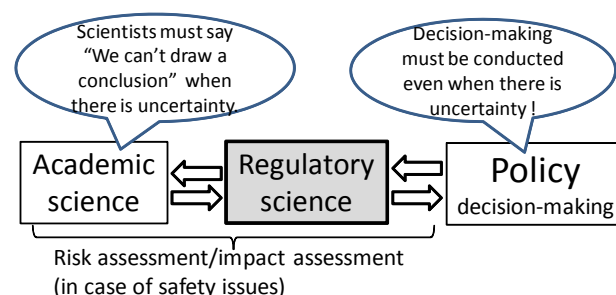 Scientists must say
“We can’t draw a
conclusion” when
there is uncertainty.
Decision-making
must be conducted
even when there is
uncertainty !
Academic
science
Regulatory
science
Policy
decision-making
Risk assessment/impact assessment
(in case of safety issues)